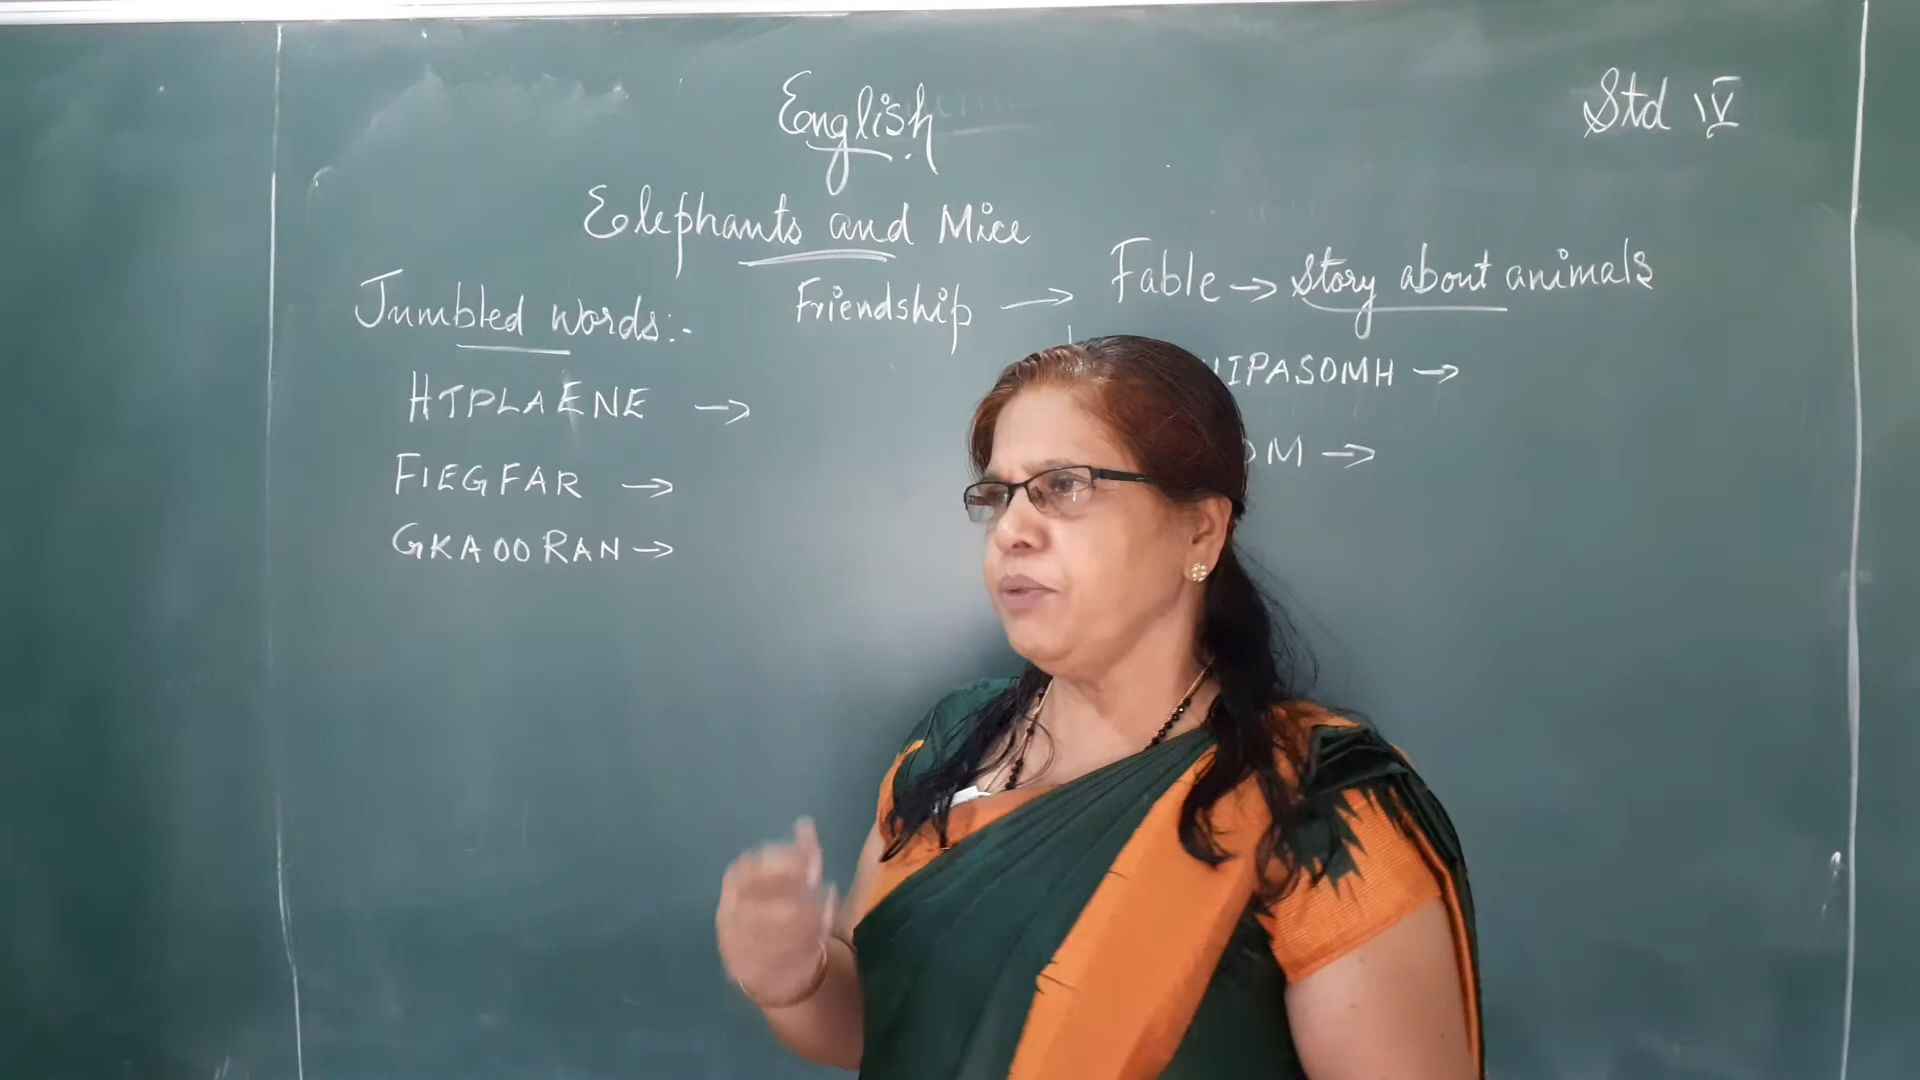 English
Std IV
Elephants and Mice
Jumbled words:-
Friendship → Fable → Story about animals
HTPLAENE →
FIEGFAR →
GKAOORAN →
IPASOMH →
M →